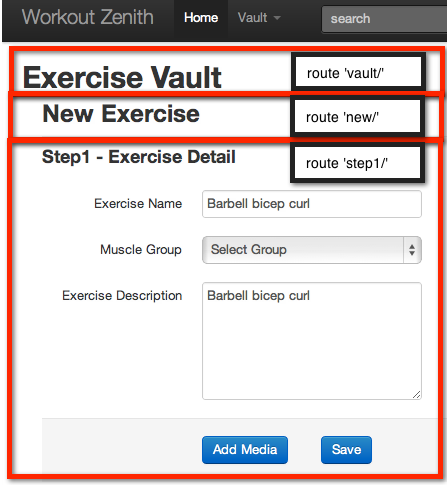 Workout Zenith Home Vault search
Exercise Vault route 'vault/'
New Exercise route 'new/'
Step1 - Exercise Detail route 'step1/'
Exercise Name Barbell bicep curl
Muscle Group Select Group
Exercise Description Barbell bicep curl
Add Media Save